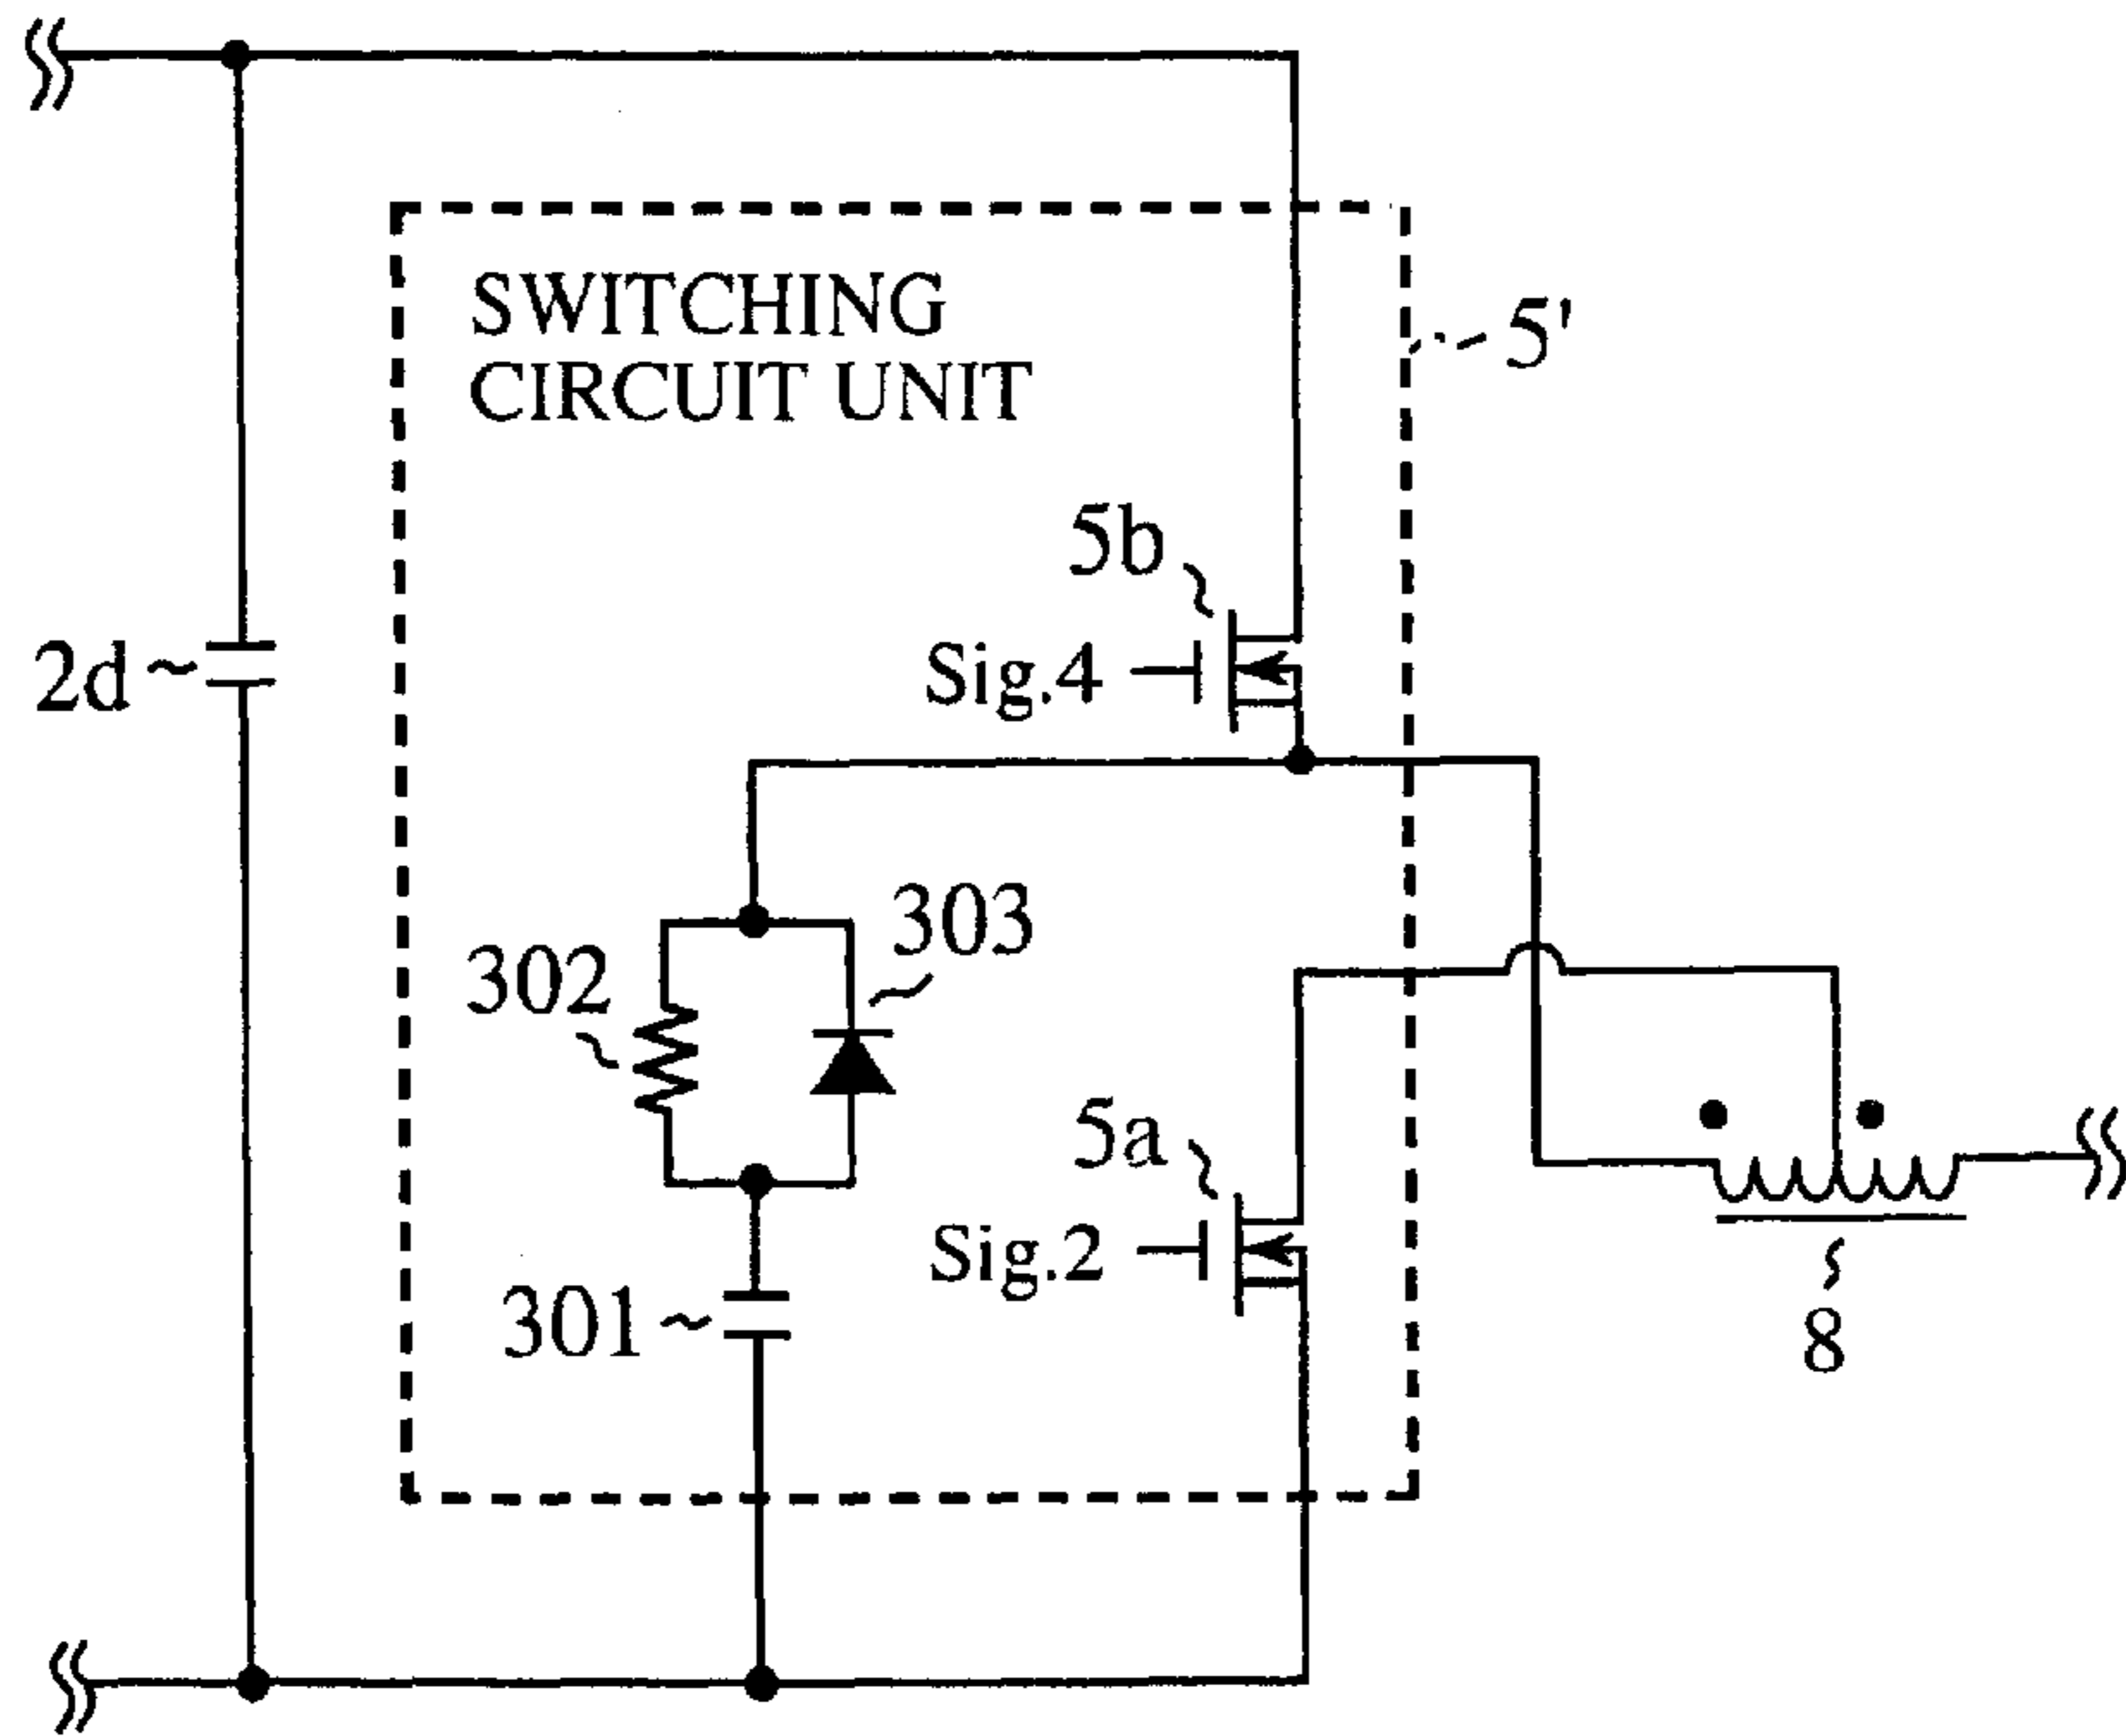 SWITCHING
CIRCUIT UNIT
5'
5b
2d
Sig.4
303
302
5a
Sig.2
301
8